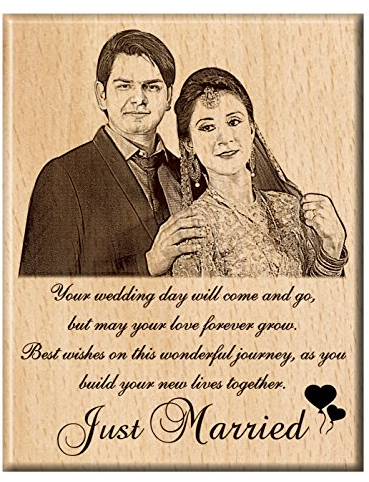 Your wedding day will come and go,
but may your love forever grow.
Best wishes on this wonderful journey, as you
build your new lives together.
Just Married